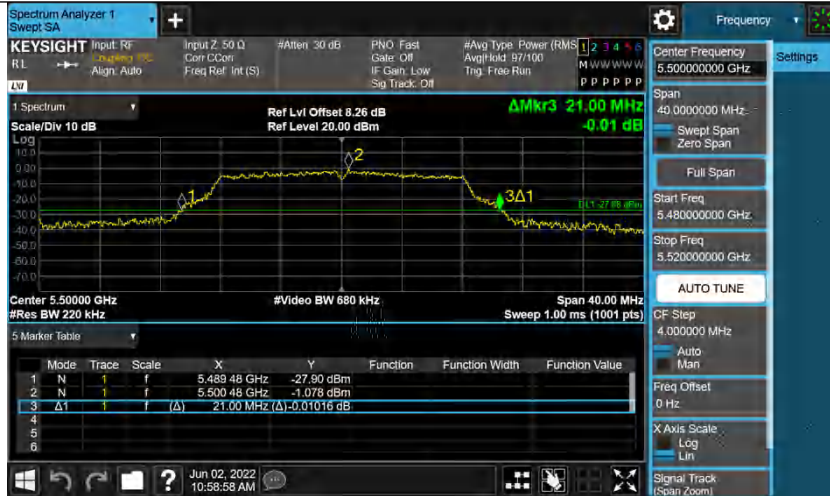 Spectrum Analyzer 1
Swept SA
+
Frequency
KEYSIGHT
RL
Input: RF
Coupling: DC
Align: Auto
Input Z: 50 Ω
Corr CCorr
Freq Ref: Int (S)
#Atten: 30 dB
PNO: Fast
Gate: Off
IF Gain: Low
Sig Track: Off
#Avg Type: Power (RMS
Avg|Hold: 97/100
Trig: Free Run
1 2 3 4 5 6
M W W W W W
P P P P P P
LNI
1 Spectrum
Scale/Div 10 dB
Ref Lvl Offset 8.26 dB
Ref Level 20.00 dBm
ΔMkr3 21.00 MHz
-0.01 dB
Log
10.0
0.00
-10.0
-20.0
-30.0
-40.0
-50.0
-60.0
-70.0
1
2
3Δ1
Center 5.50000 GHz
#Res BW 220 kHz
#Video BW 680 kHz
Span 40.00 MHz
Sweep 1.00 ms (1001 pts)
5 Marker Table
Mode Trace Scale X Y Function Function Width Function Value
1 N 1 f 5.489 48 GHz -27.90 dBm
2 N 1 f 5.500 48 GHz -1.078 dBm
3 Δ1 1 f (Δ) 21.00 MHz (Δ) -0.01016 dB
4
5
6
Jun 02, 2022
10:58:58 AM
Center Frequency
5.500000000 GHz
Settings
Span
40.0000000 MHz
Swept Span
Zero Span
Full Span
Start Freq
5.480000000 GHz
Stop Freq
5.520000000 GHz
AUTO TUNE
CF Step
4.000000 MHz
Auto
Man
Freq Offset
0 Hz
X Axis Scale
Log
Lin
Signal Track
(Span Zoom)